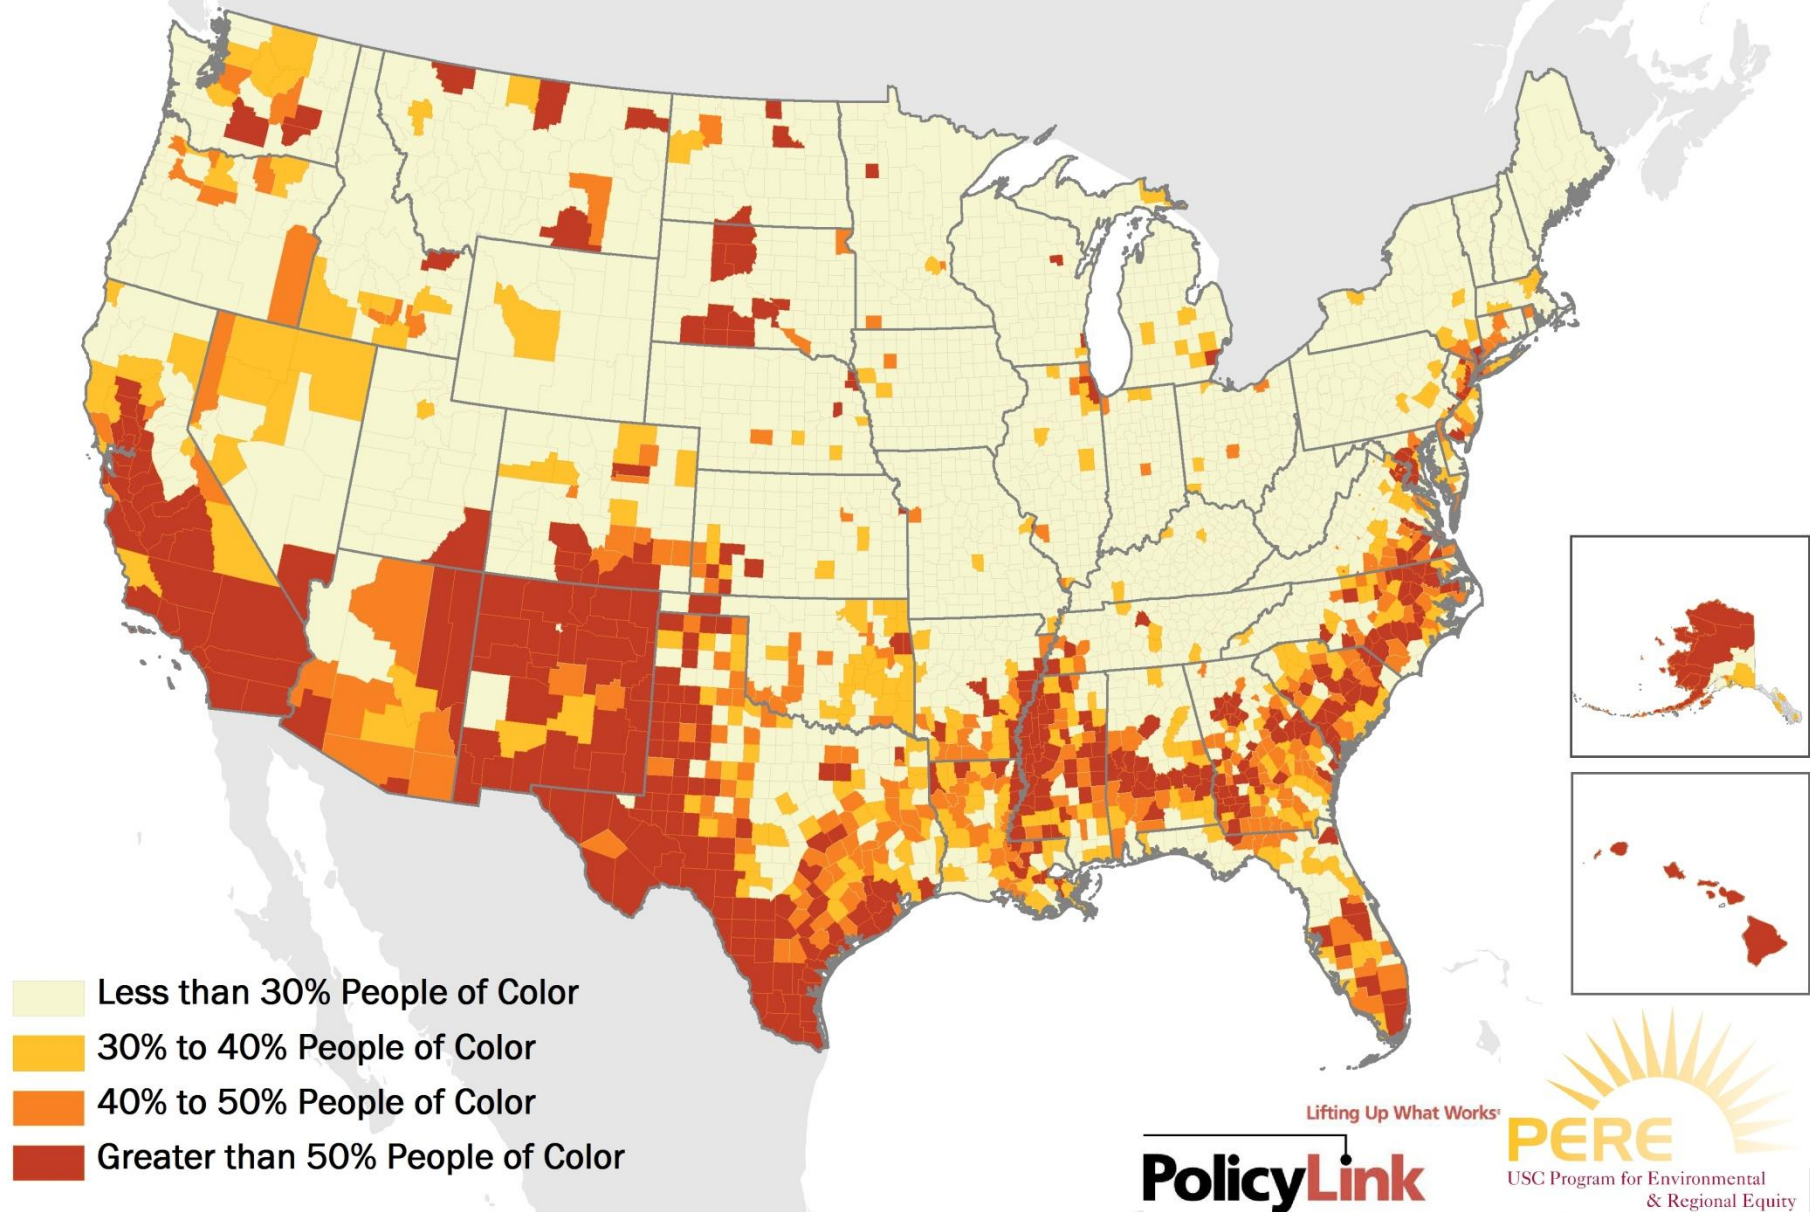 Less than 30% People of Color
30% to 40% People of Color
40% to 50% People of Color
Greater than 50% People of Color
Lifting Up What Works
PolicyLink
PERE
USC Program for Environmental
& Regional Equity